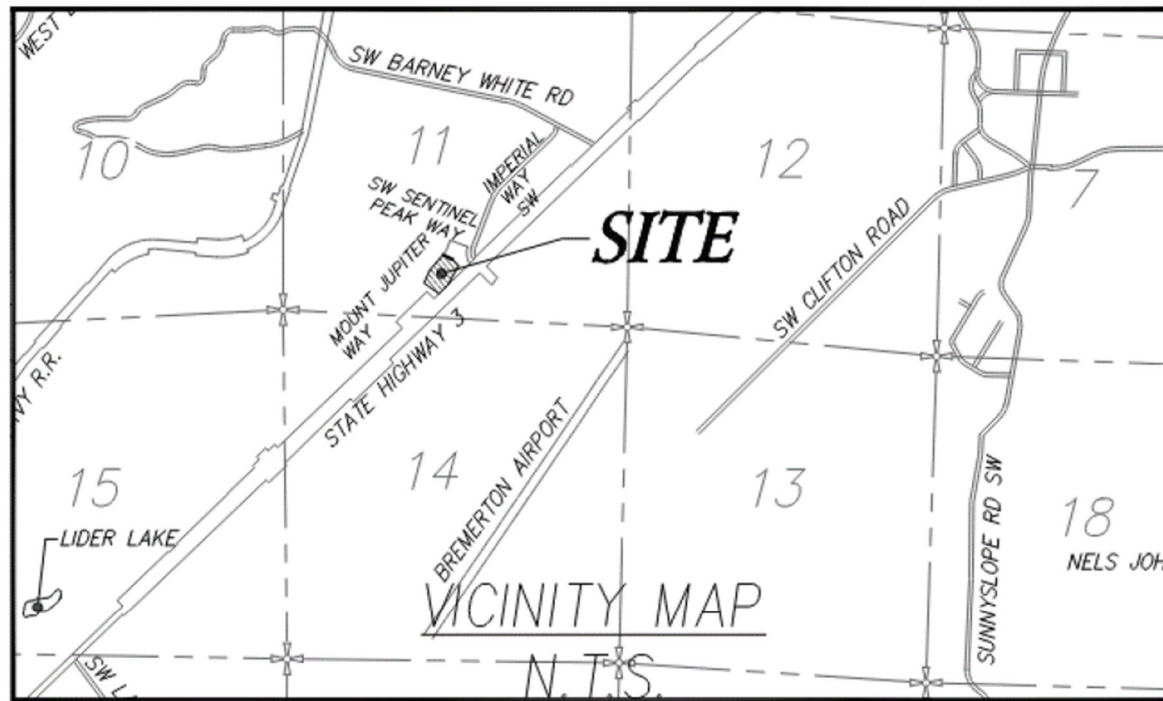 WEST
SW BARNEY WHITE RD
10
11
12
7
IMPERIAL
WAY
SW
SW SENTINEL
PEAK WAY
SITE
MOUNT JUPITER
WAY
SW CLIFTON ROAD
STATE HIGHWAY 3
R.R.
15
14
13
18
LIDER LAKE
BREMERTON AIRPORT
SUNNYSLOPE RD SW
NELS JOH
VICINITY MAP
N.T.S.
SW